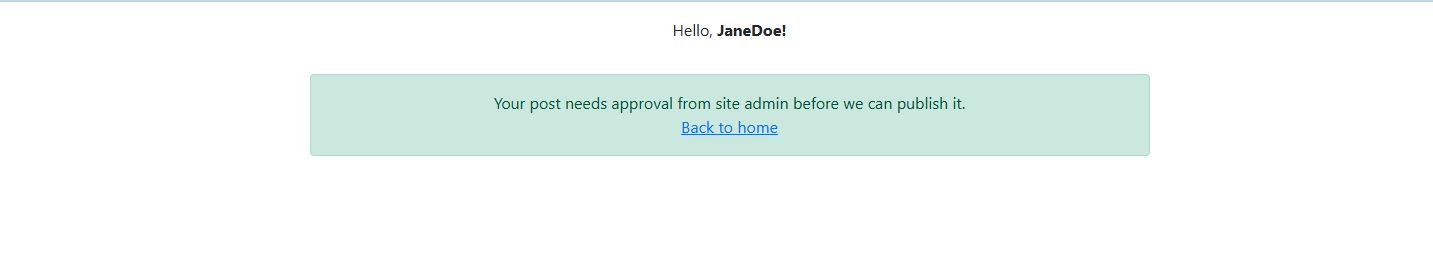 Hello, JaneDoe!
Your post needs approval from site admin before we can publish it.
Back to home